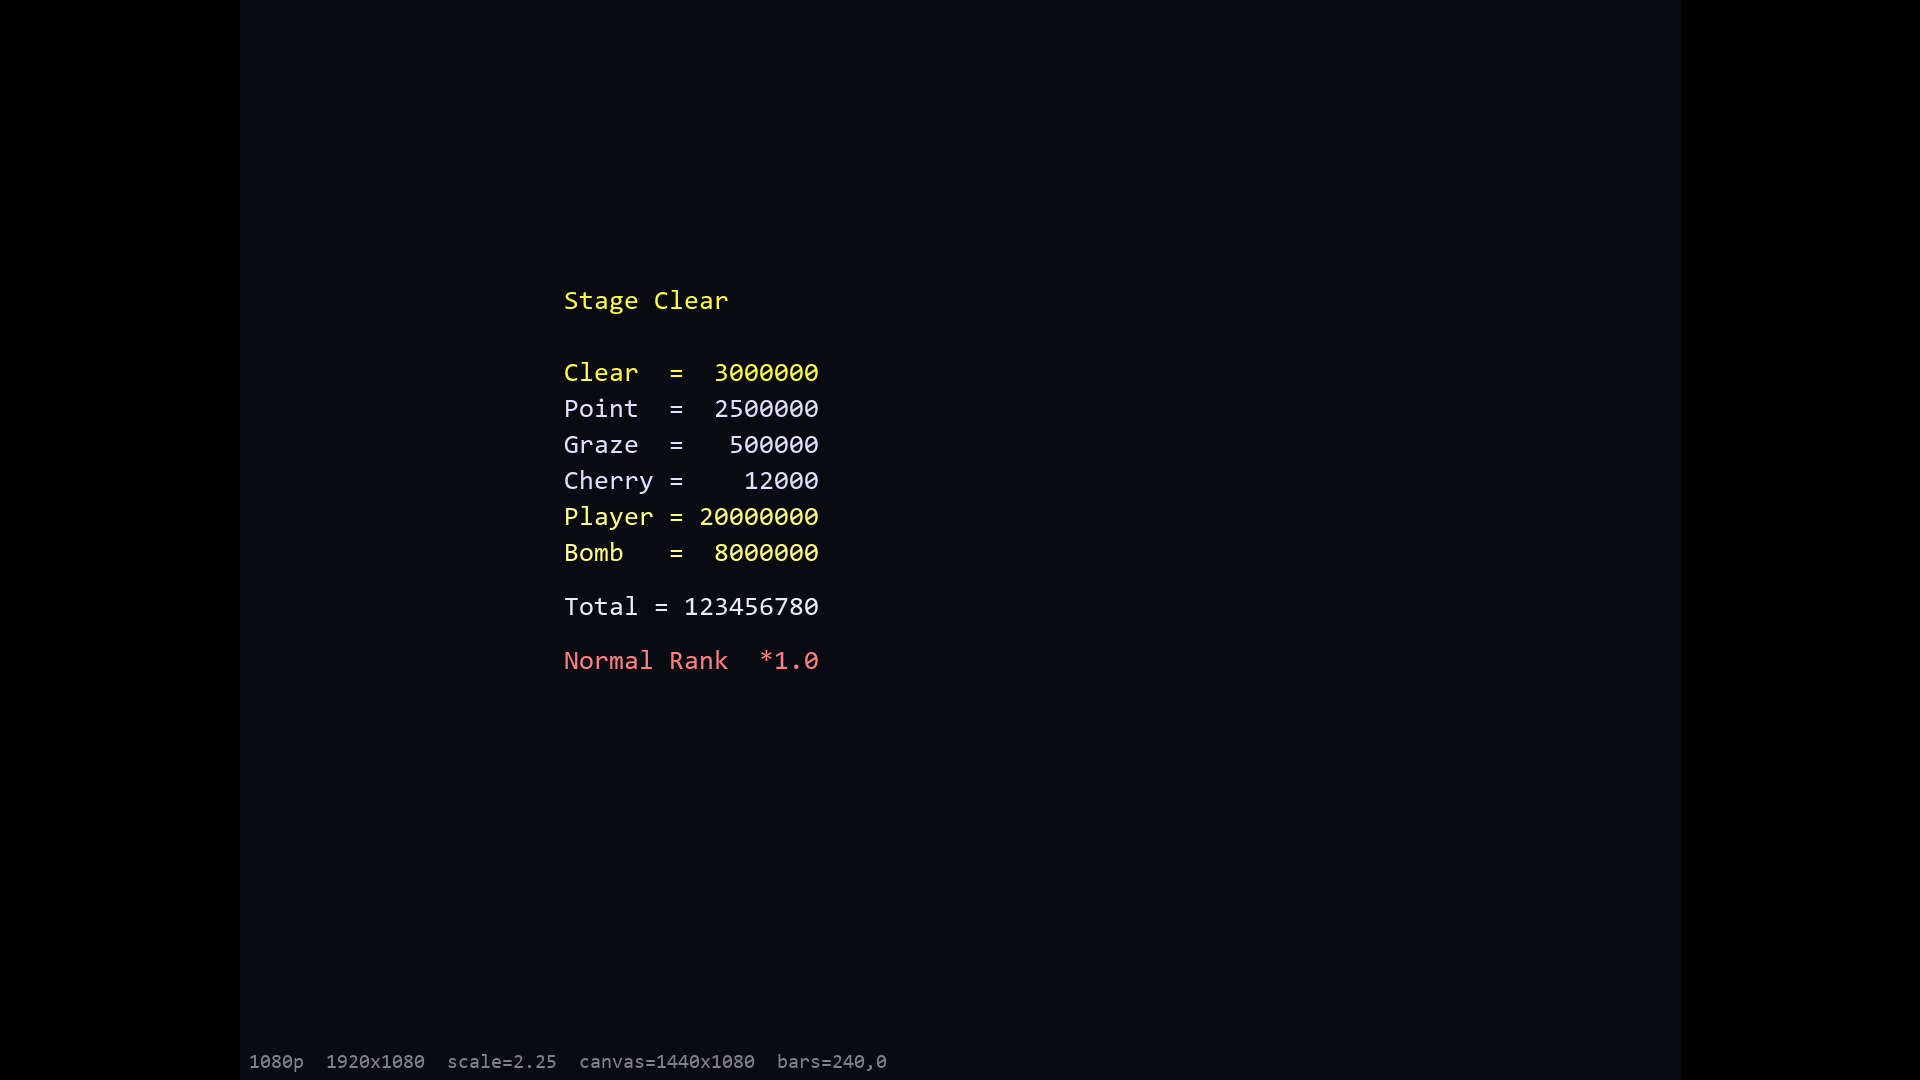 Stage Clear
Clear  =  3000000
Point  =  2500000
Graze  =   500000
Cherry =    12000
Player = 20000000
Bomb   =  8000000
Total = 123456780
Normal Rank  *1.0
1080p  1920x1080  scale=2.25  canvas=1440x1080  bars=240,0